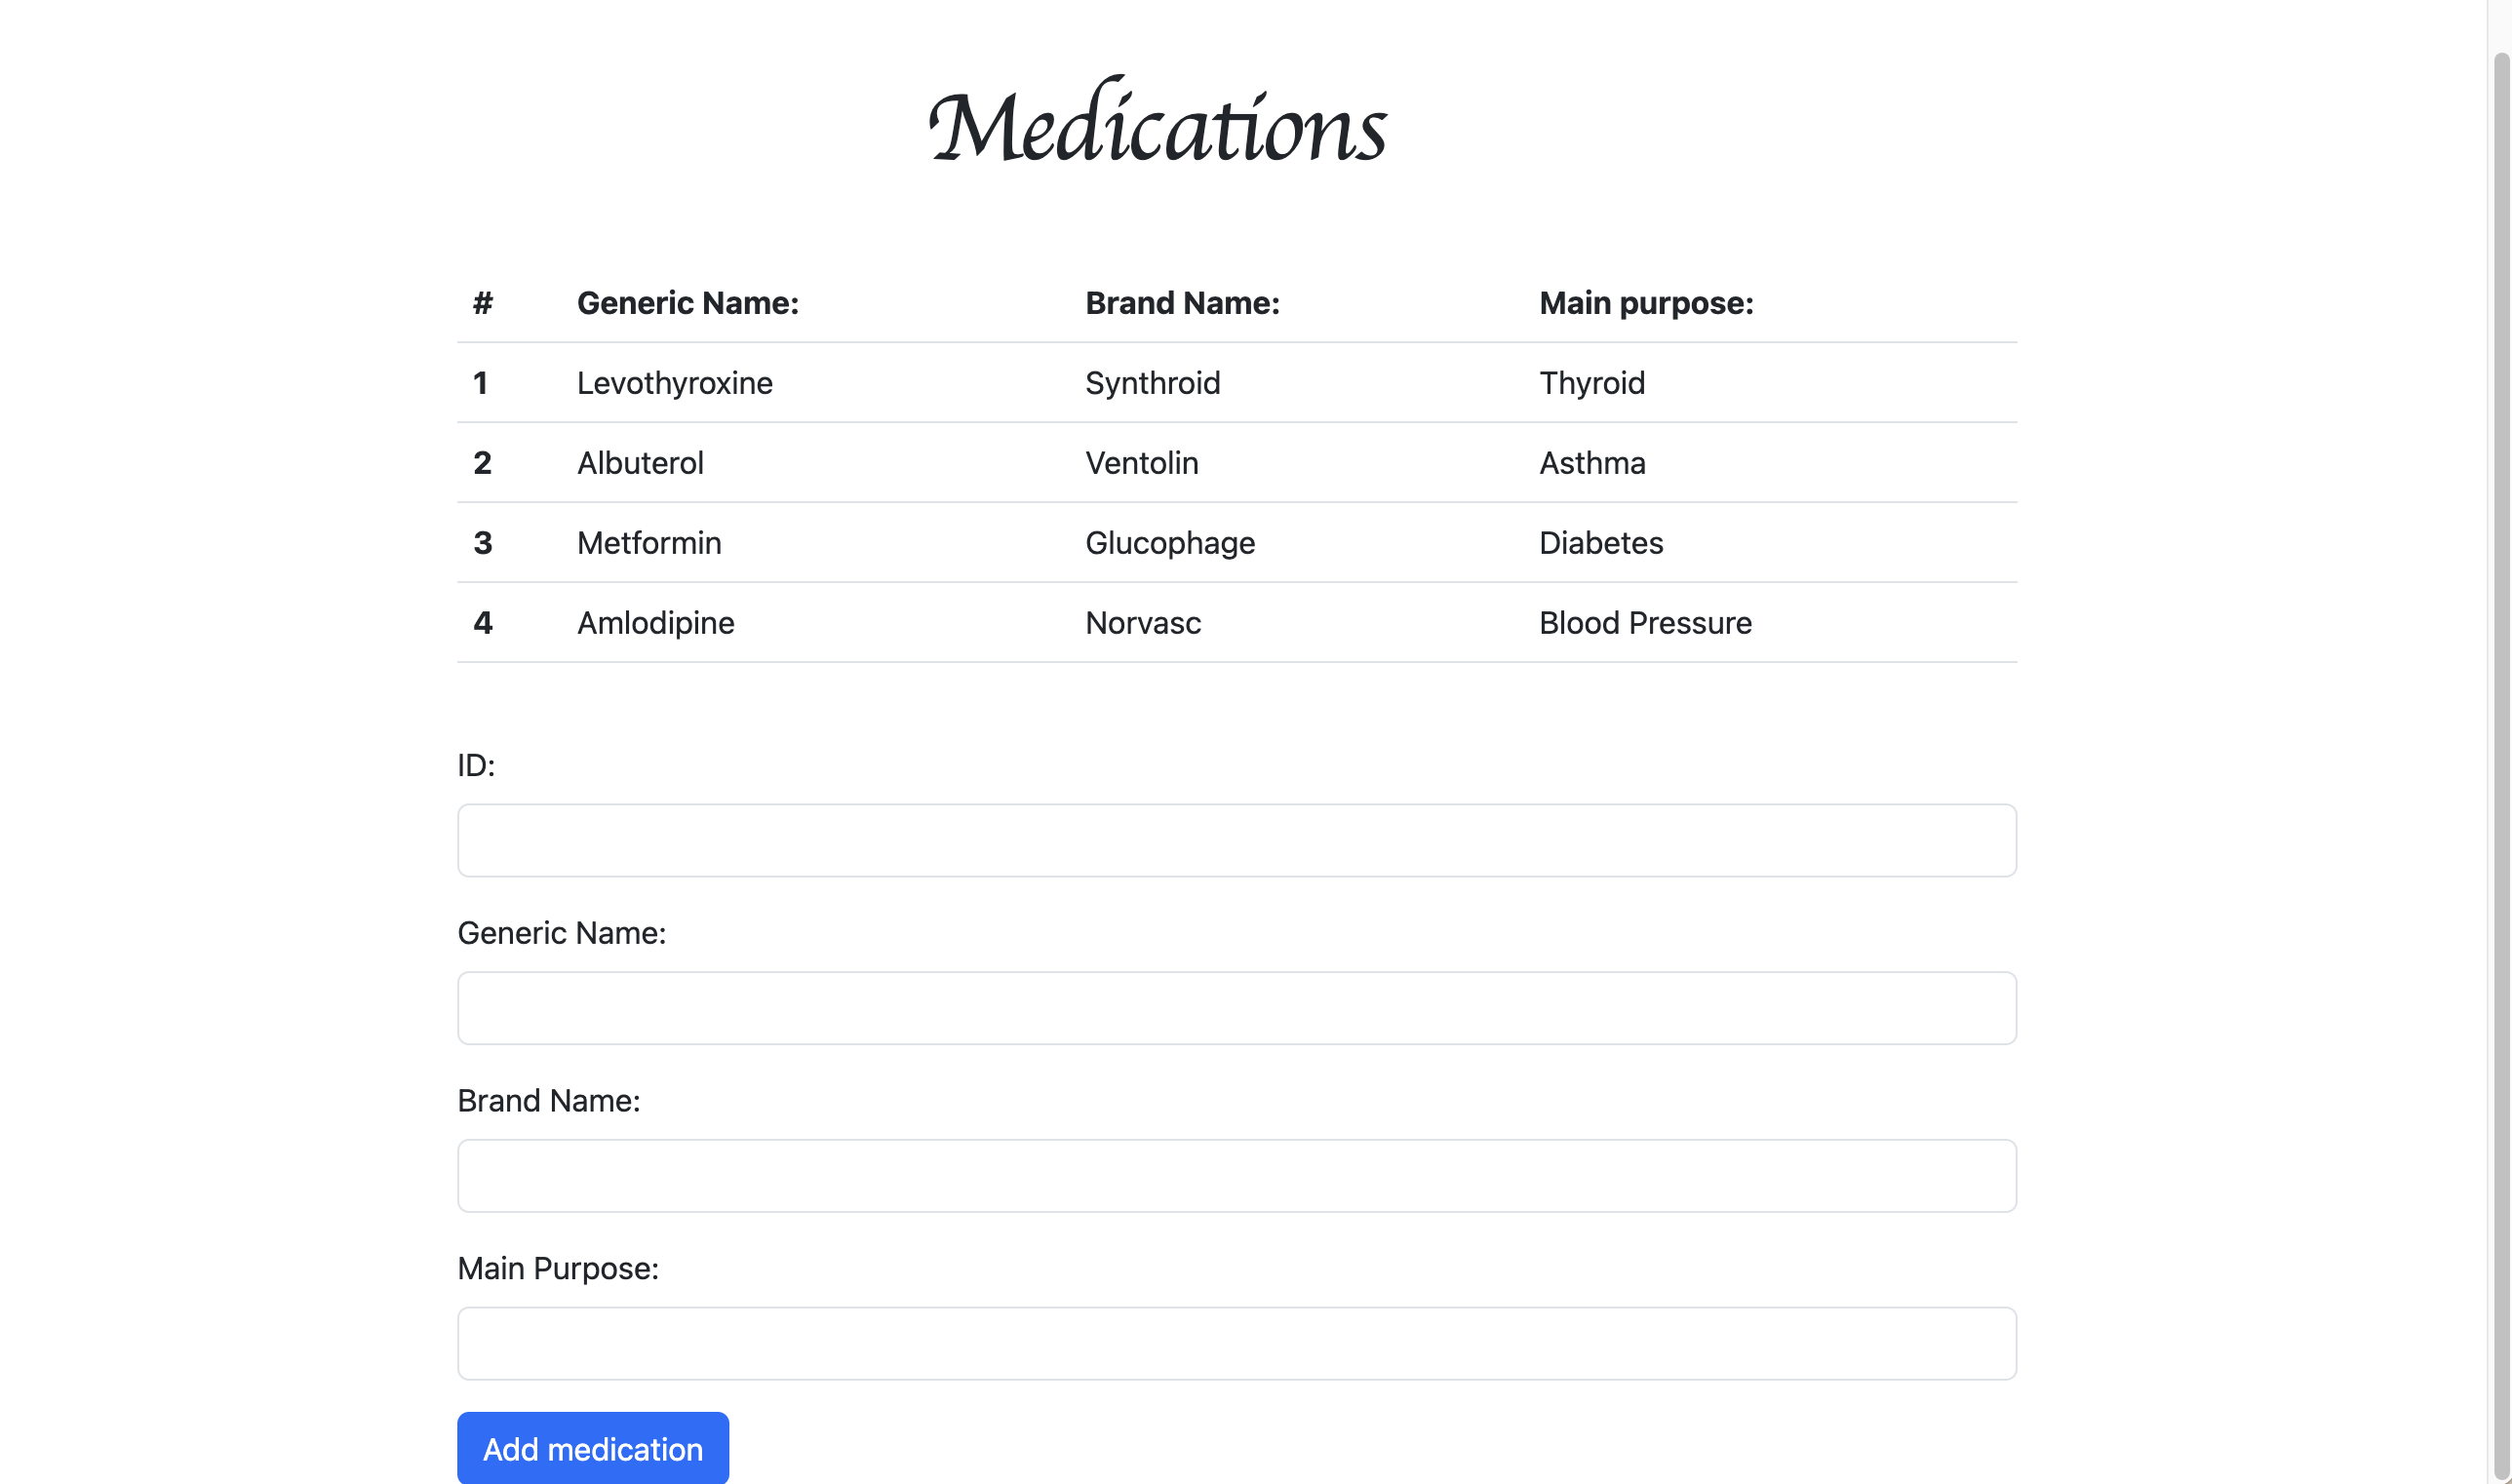 Medications
# Generic Name: Brand Name: Main purpose:
1 Levothyroxine Synthroid Thyroid
2 Albuterol Ventolin Asthma
3 Metformin Glucophage Diabetes
4 Amlodipine Norvasc Blood Pressure
ID:
Generic Name:
Brand Name:
Main Purpose:
Add medication